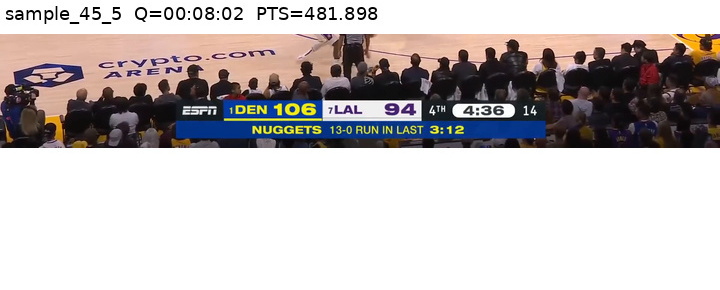 sample_45_5 Q=00:08:02 PTS=481.898
crypto.com
ARENA
ESPN 1 DEN 106 7 LAL 94 4TH 4:36 14
NUGGETS 13-0 RUN IN LAST 3:12